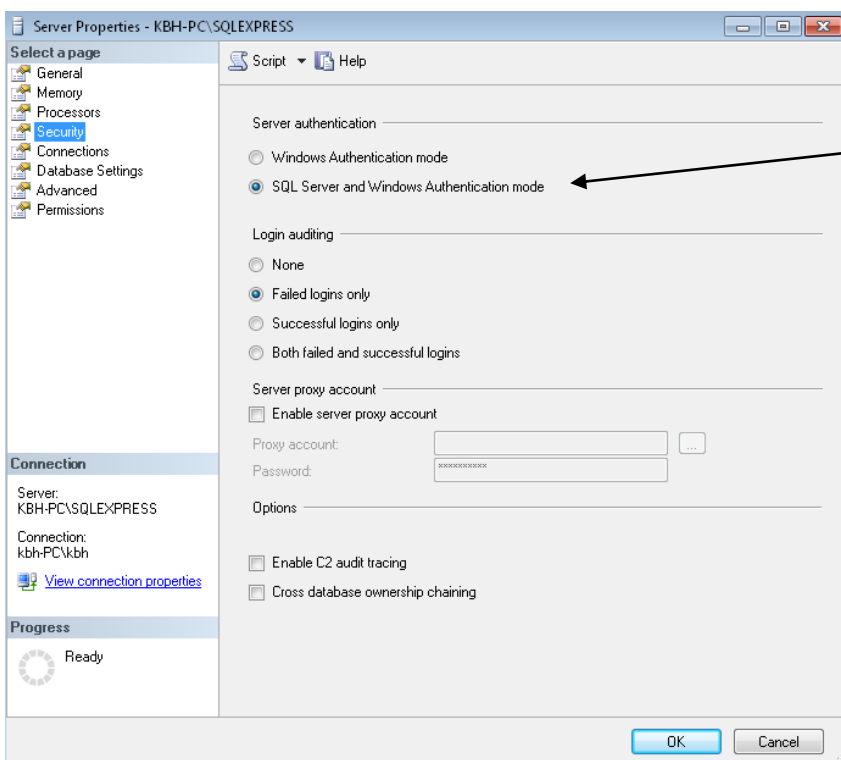 Server Properties - KBH-PC\SQLEXPRESS
Select a page
General
Memory
Processors
Security
Connections
Database Settings
Advanced
Permissions
Script Help
Server authentication
Windows Authentication mode
SQL Server and Windows Authentication mode
Login auditing
None
Failed logins only
Successful logins only
Both failed and successful logins
Server proxy account
Enable server proxy account
Proxy account:
...
Password:
**********
Options
Enable C2 audit tracing
Cross database ownership chaining
Connection
Server:
KBH-PC\SQLEXPRESS
Connection:
kbh-PC\kbh
View connection properties
Progress
Ready
OK Cancel